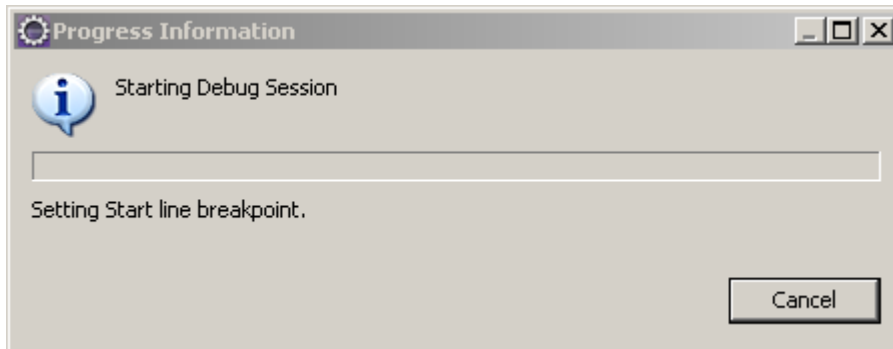 Progress Information
Starting Debug Session
Setting Start line breakpoint.
Cancel